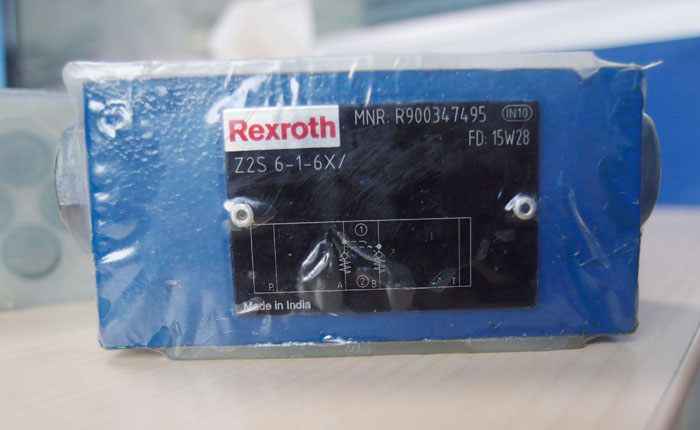 Rexroth
MNR: R900347495 IN10
FD: 15W28
Z2S 6-1-6X/
1
P A 2 B T
Made in India